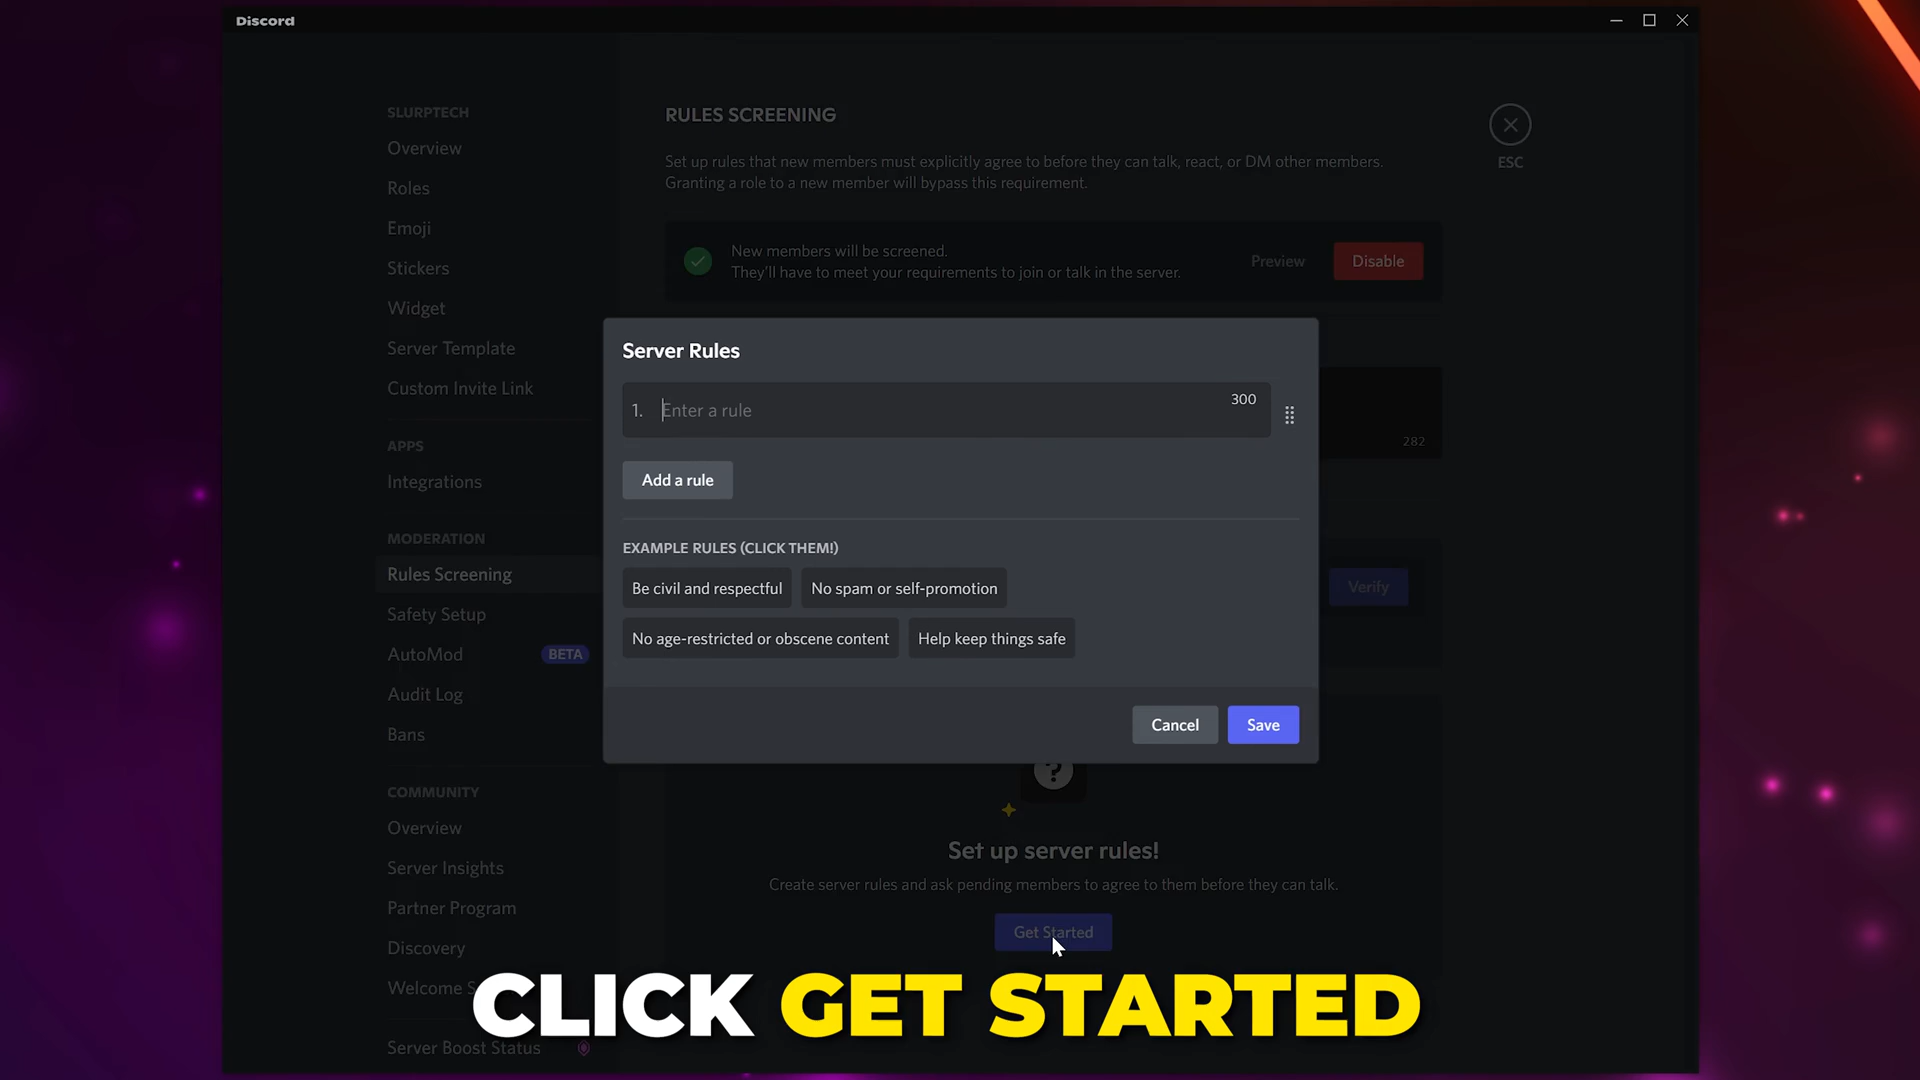 Discord
SLURPTECH
Overview
Roles
Emoji
Stickers
Widget
Server Template
Custom Invite Link
APPS
Integrations
MODERATION
Rules Screening
Safety Setup
AutoMod BETA
Audit Log
Bans
COMMUNITY
Overview
Server Insights
Partner Program
Discovery
Welcome S
Server Boost Status
RULES SCREENING
ESC
Set up rules that new members must explicitly agree to before they can talk, react, or DM other members.
Granting a role to a new member will bypass this requirement.
New members will be screened.
They'll have to meet your requirements to join or talk in the server.
Preview
Disable
282
Verify
Server Rules
1. Enter a rule
300
Add a rule
EXAMPLE RULES (CLICK THEM!)
Be civil and respectful
No spam or self-promotion
No age-restricted or obscene content
Help keep things safe
Cancel
Save
?
Set up server rules!
Create server rules and ask pending members to agree to them before they can talk.
Get Started
CLICK GET STARTED